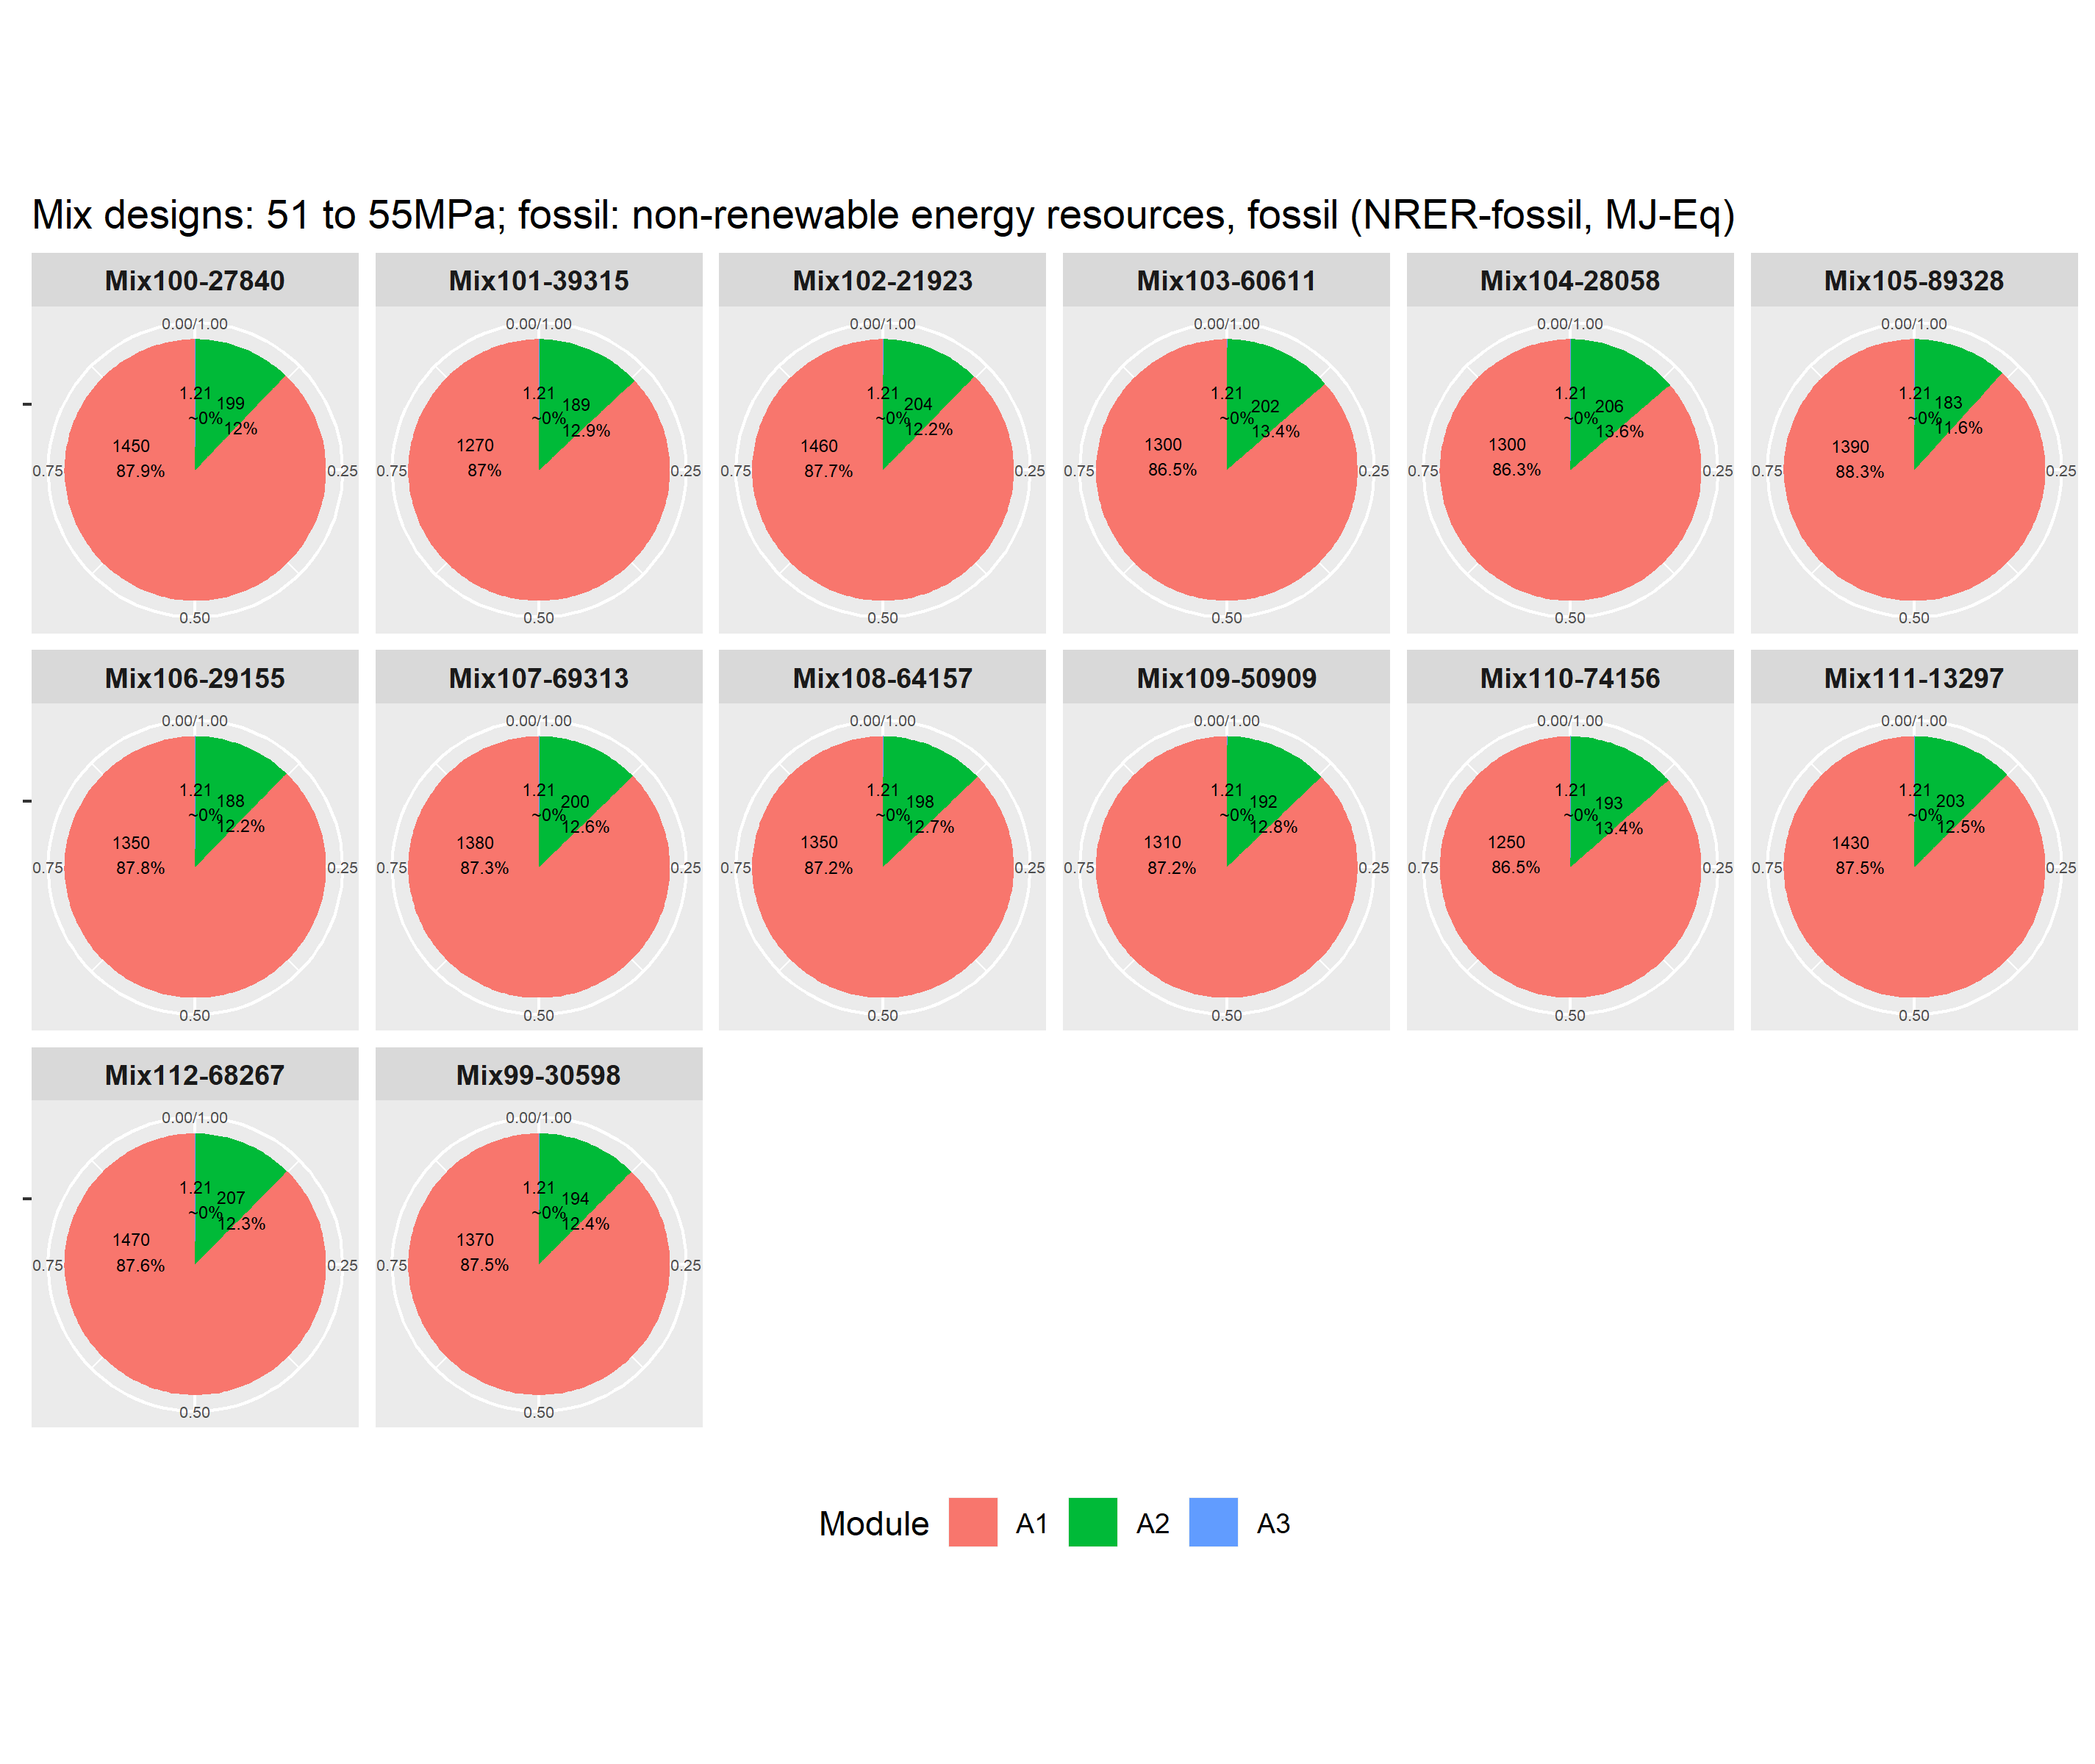 Mix designs: 51 to 55MPa; fossil: non-renewable energy resources, fossil (NRER-fossil, MJ-Eq)
Mix100-27840 Mix101-39315 Mix102-21923 Mix103-60611 Mix104-28058 Mix105-89328
0.00/1.00 0.00/1.00 0.00/1.00 0.00/1.00 0.00/1.00 0.00/1.00
1.21 199 1.21 189 1.21 204 1.21 202 1.21 206 1.21 183
~0% 12% ~0% 12.9% ~0% 12.2% ~0% 13.4% ~0% 13.6% ~0% 11.6%
1450 1270 1460 1300 1300 1390
0.75 87.9% 0.25 0.75 87% 0.25 0.75 87.7% 0.25 0.75 86.5% 0.25 0.75 86.3% 0.25 0.75 88.3% 0.25
0.50 0.50 0.50 0.50 0.50 0.50
Mix106-29155 Mix107-69313 Mix108-64157 Mix109-50909 Mix110-74156 Mix111-13297
0.00/1.00 0.00/1.00 0.00/1.00 0.00/1.00 0.00/1.00 0.00/1.00
1.21 188 1.21 200 1.21 198 1.21 192 1.21 193 1.21 203
~0% 12.2% ~0% 12.6% ~0% 12.7% ~0% 12.8% ~0% 13.4% ~0% 12.5%
1350 1380 1350 1310 1250 1430
0.75 87.8% 0.25 0.75 87.3% 0.25 0.75 87.2% 0.25 0.75 87.2% 0.25 0.75 86.5% 0.25 0.75 87.5% 0.25
0.50 0.50 0.50 0.50 0.50 0.50
Mix112-68267 Mix99-30598
0.00/1.00 0.00/1.00
1.21 207 1.21 194
~0% 12.3% ~0% 12.4%
1470 1370
0.75 87.6% 0.25 0.75 87.5% 0.25
0.50 0.50
Module A1 A2 A3